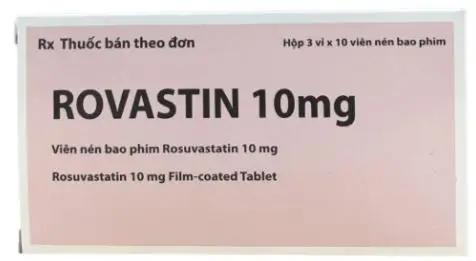 Rx Thuốc bán theo đơn
Hộp 3 vỉ x 10 viên nén bao phim
ROVASTIN 10mg
Viên nén bao phim Rosuvastatin 10 mg
Rosuvastatin 10 mg Film-coated Tablet